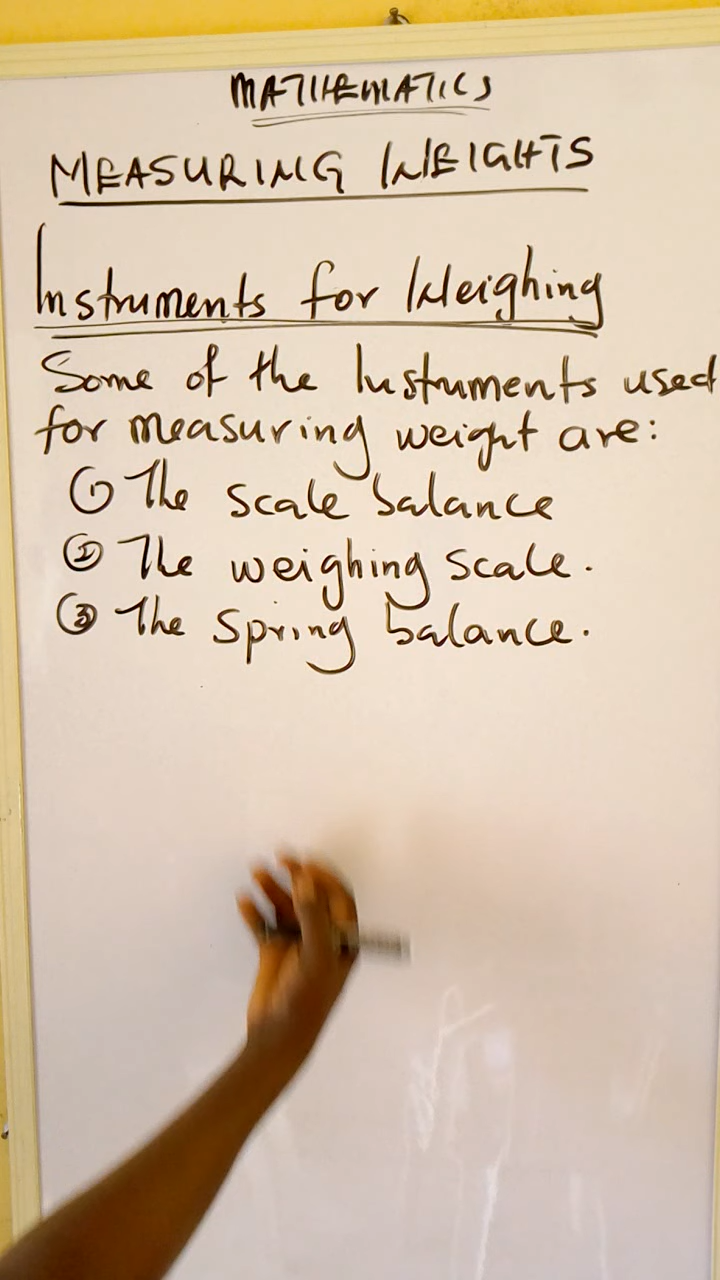 MATHEMATICS
MEASURING WEIGHTS
Instruments for Weighing
Some of the Instruments used
for measuring weight are:
① The scale balance
② The weighing scale.
③ The Spring balance.